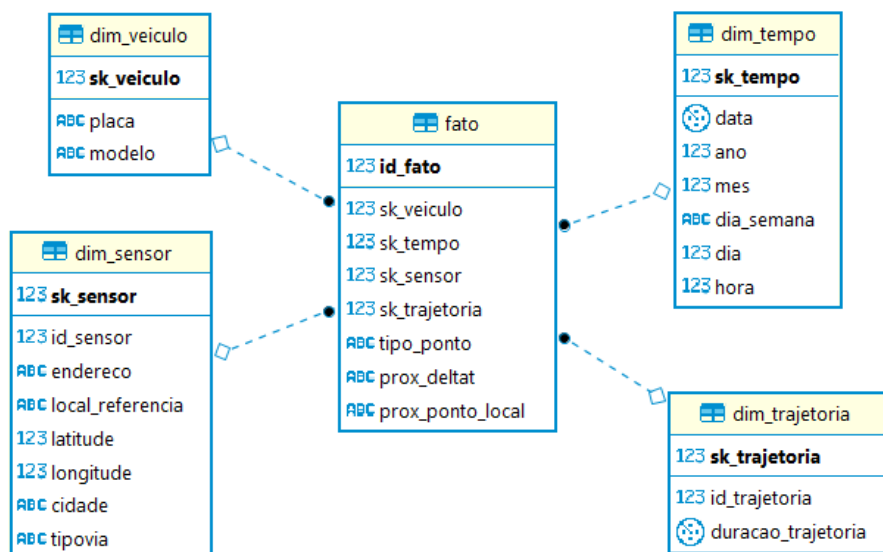 dim_veiculo
123 sk_veiculo
ABC placa
ABC modelo
dim_sensor
123 sk_sensor
123 id_sensor
ABC endereco
ABC local_referencia
123 latitude
123 longitude
ABC cidade
ABC tipovia
fato
123 id_fato
123 sk_veiculo
123 sk_tempo
123 sk_sensor
123 sk_trajetoria
ABC tipo_ponto
ABC prox_deltat
ABC prox_ponto_local
dim_tempo
123 sk_tempo
data
123 ano
123 mes
ABC dia_semana
123 dia
123 hora
dim_trajetoria
123 sk_trajetoria
123 id_trajetoria
duracao_trajetoria